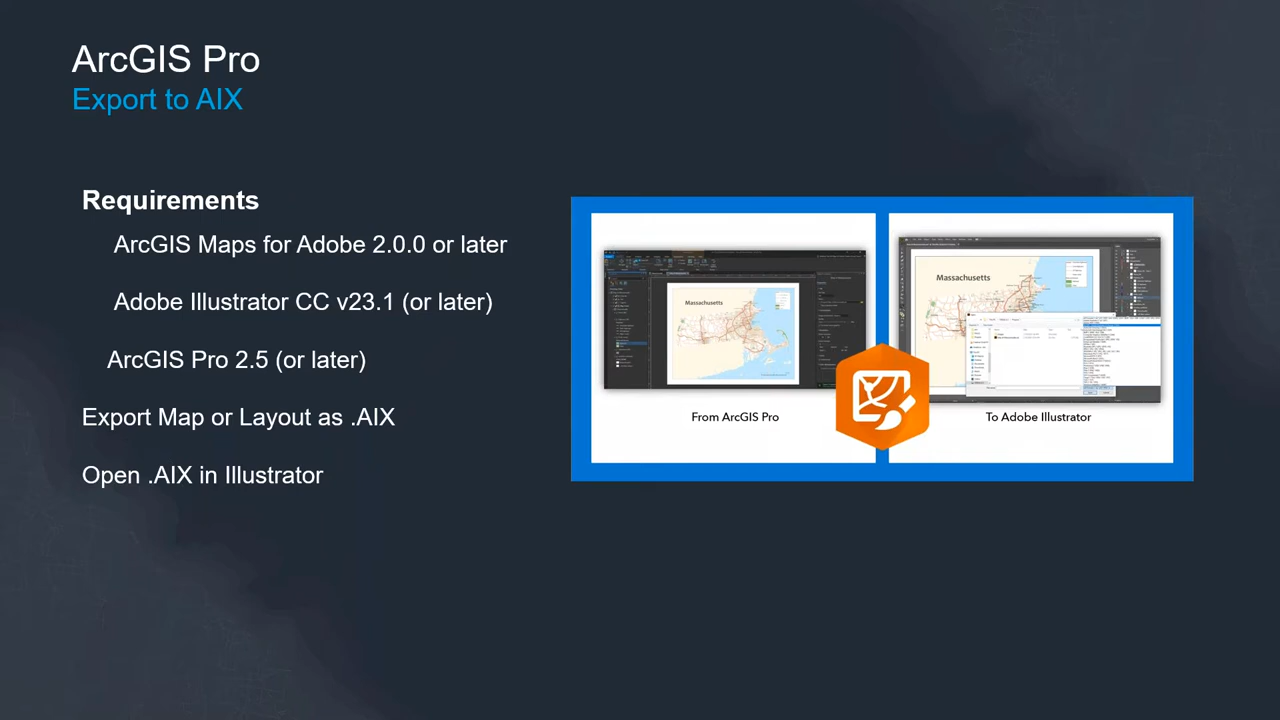 ArcGIS Pro
Export to AIX
Requirements
ArcGIS Maps for Adobe 2.0.0 or later
Adobe Illustrator CC v23.1 (or later)
ArcGIS Pro 2.5 (or later)
Export Map or Layout as .AIX
Open .AIX in Illustrator
Massachusetts
Massachusetts
From ArcGIS Pro
To Adobe Illustrator